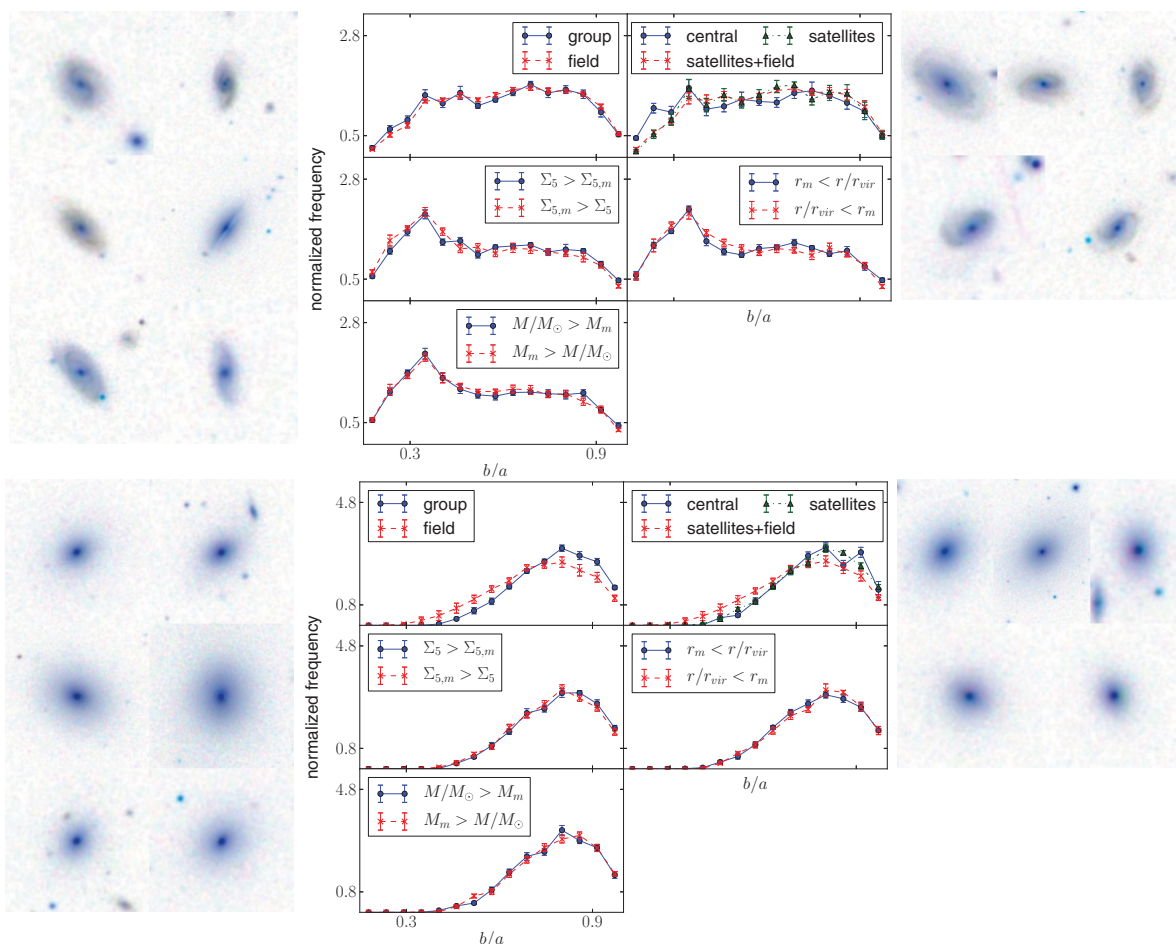 2.8
group
field
central
satellites
satellites+field
0.5
normalized frequency
2.8
Σ₅ > Σ₅,ₘ
Σ₅,ₘ > Σ₅
rₘ < r/rᵥᵢᵣ
r/rᵥᵢᵣ < rₘ
0.5
b/a
2.8
M/M⊙ > Mₘ
Mₘ > M/M⊙
0.5
0.3
0.9
b/a
4.8
group
field
central
satellites
satellites+field
0.8
normalized frequency
4.8
Σ₅ > Σ₅,ₘ
Σ₅,ₘ > Σ₅
rₘ < r/rᵥᵢᵣ
r/rᵥᵢᵣ < rₘ
0.8
b/a
4.8
M/M⊙ > Mₘ
Mₘ > M/M⊙
0.8
0.3
0.9
b/a